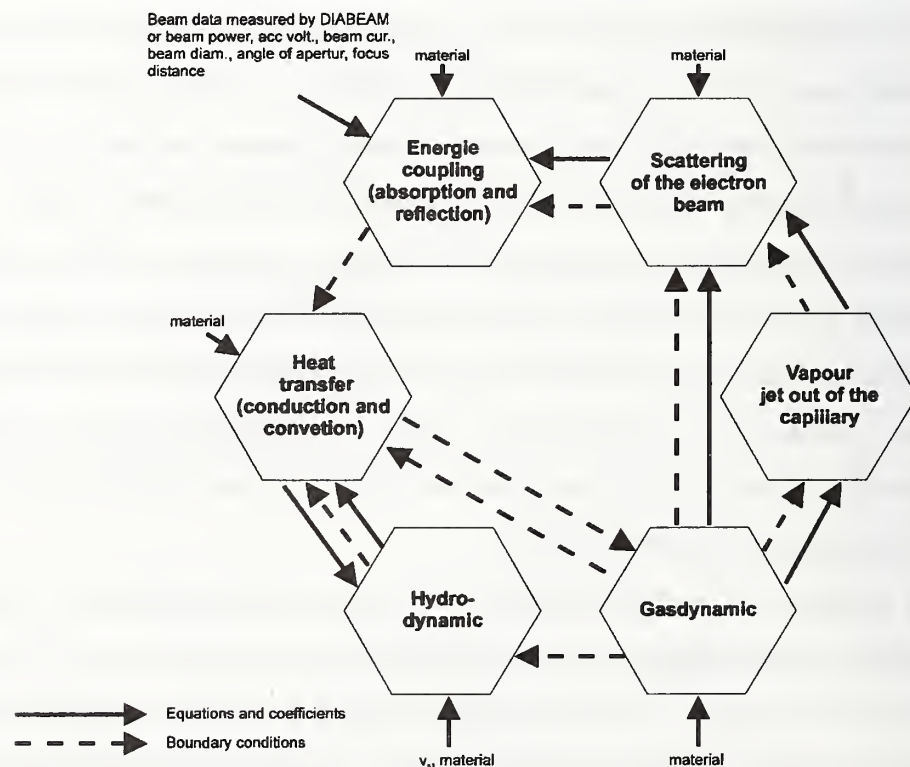 Beam data measured by DIABEAM
or beam power, acc volt., beam cur.,
beam diam., angle of apertur, focus
distance
material
material
Energie
coupling
(absorption and
reflection)
Scattering
of the electron
beam
material
Heat
transfer
(conduction and
convetion)
Vapour
jet out of the
capiliary
Hydro-
dynamic
Gasdynamic
Equations and coefficients
Boundary conditions
material
material